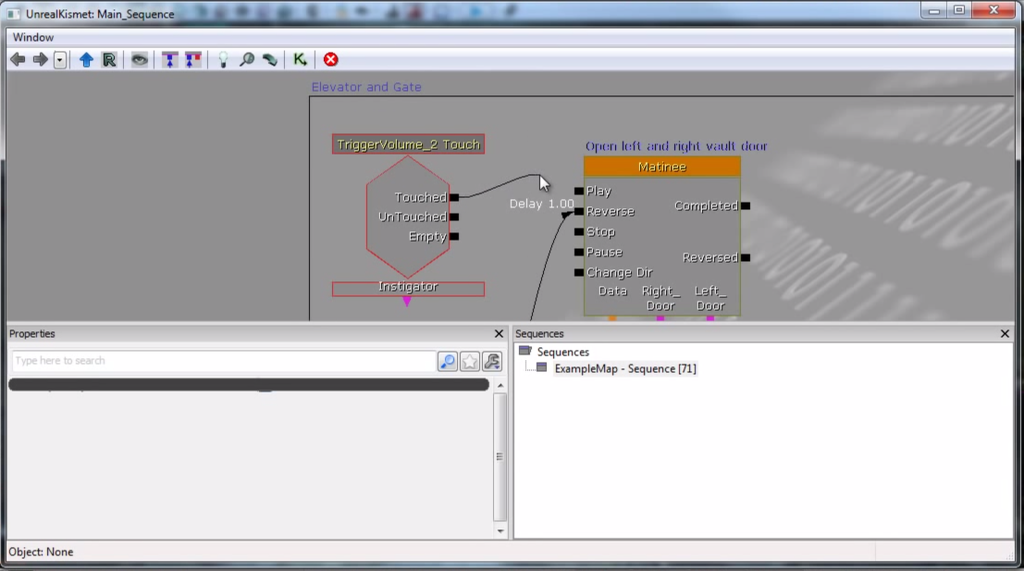 UnrealKismet: Main_Sequence
Window
Elevator and Gate
TriggerVolume_2 Touch
Touched
UnTouched
Empty
Instigator
Open left and right vault door
Matinee
Delay 1.00
Play
Reverse
Stop
Pause
Change Dir
Completed
Reversed
Data Right_ Left_
Door Door
Properties
Type here to search
Sequences
Sequences
ExampleMap - Sequence [71]
Object: None